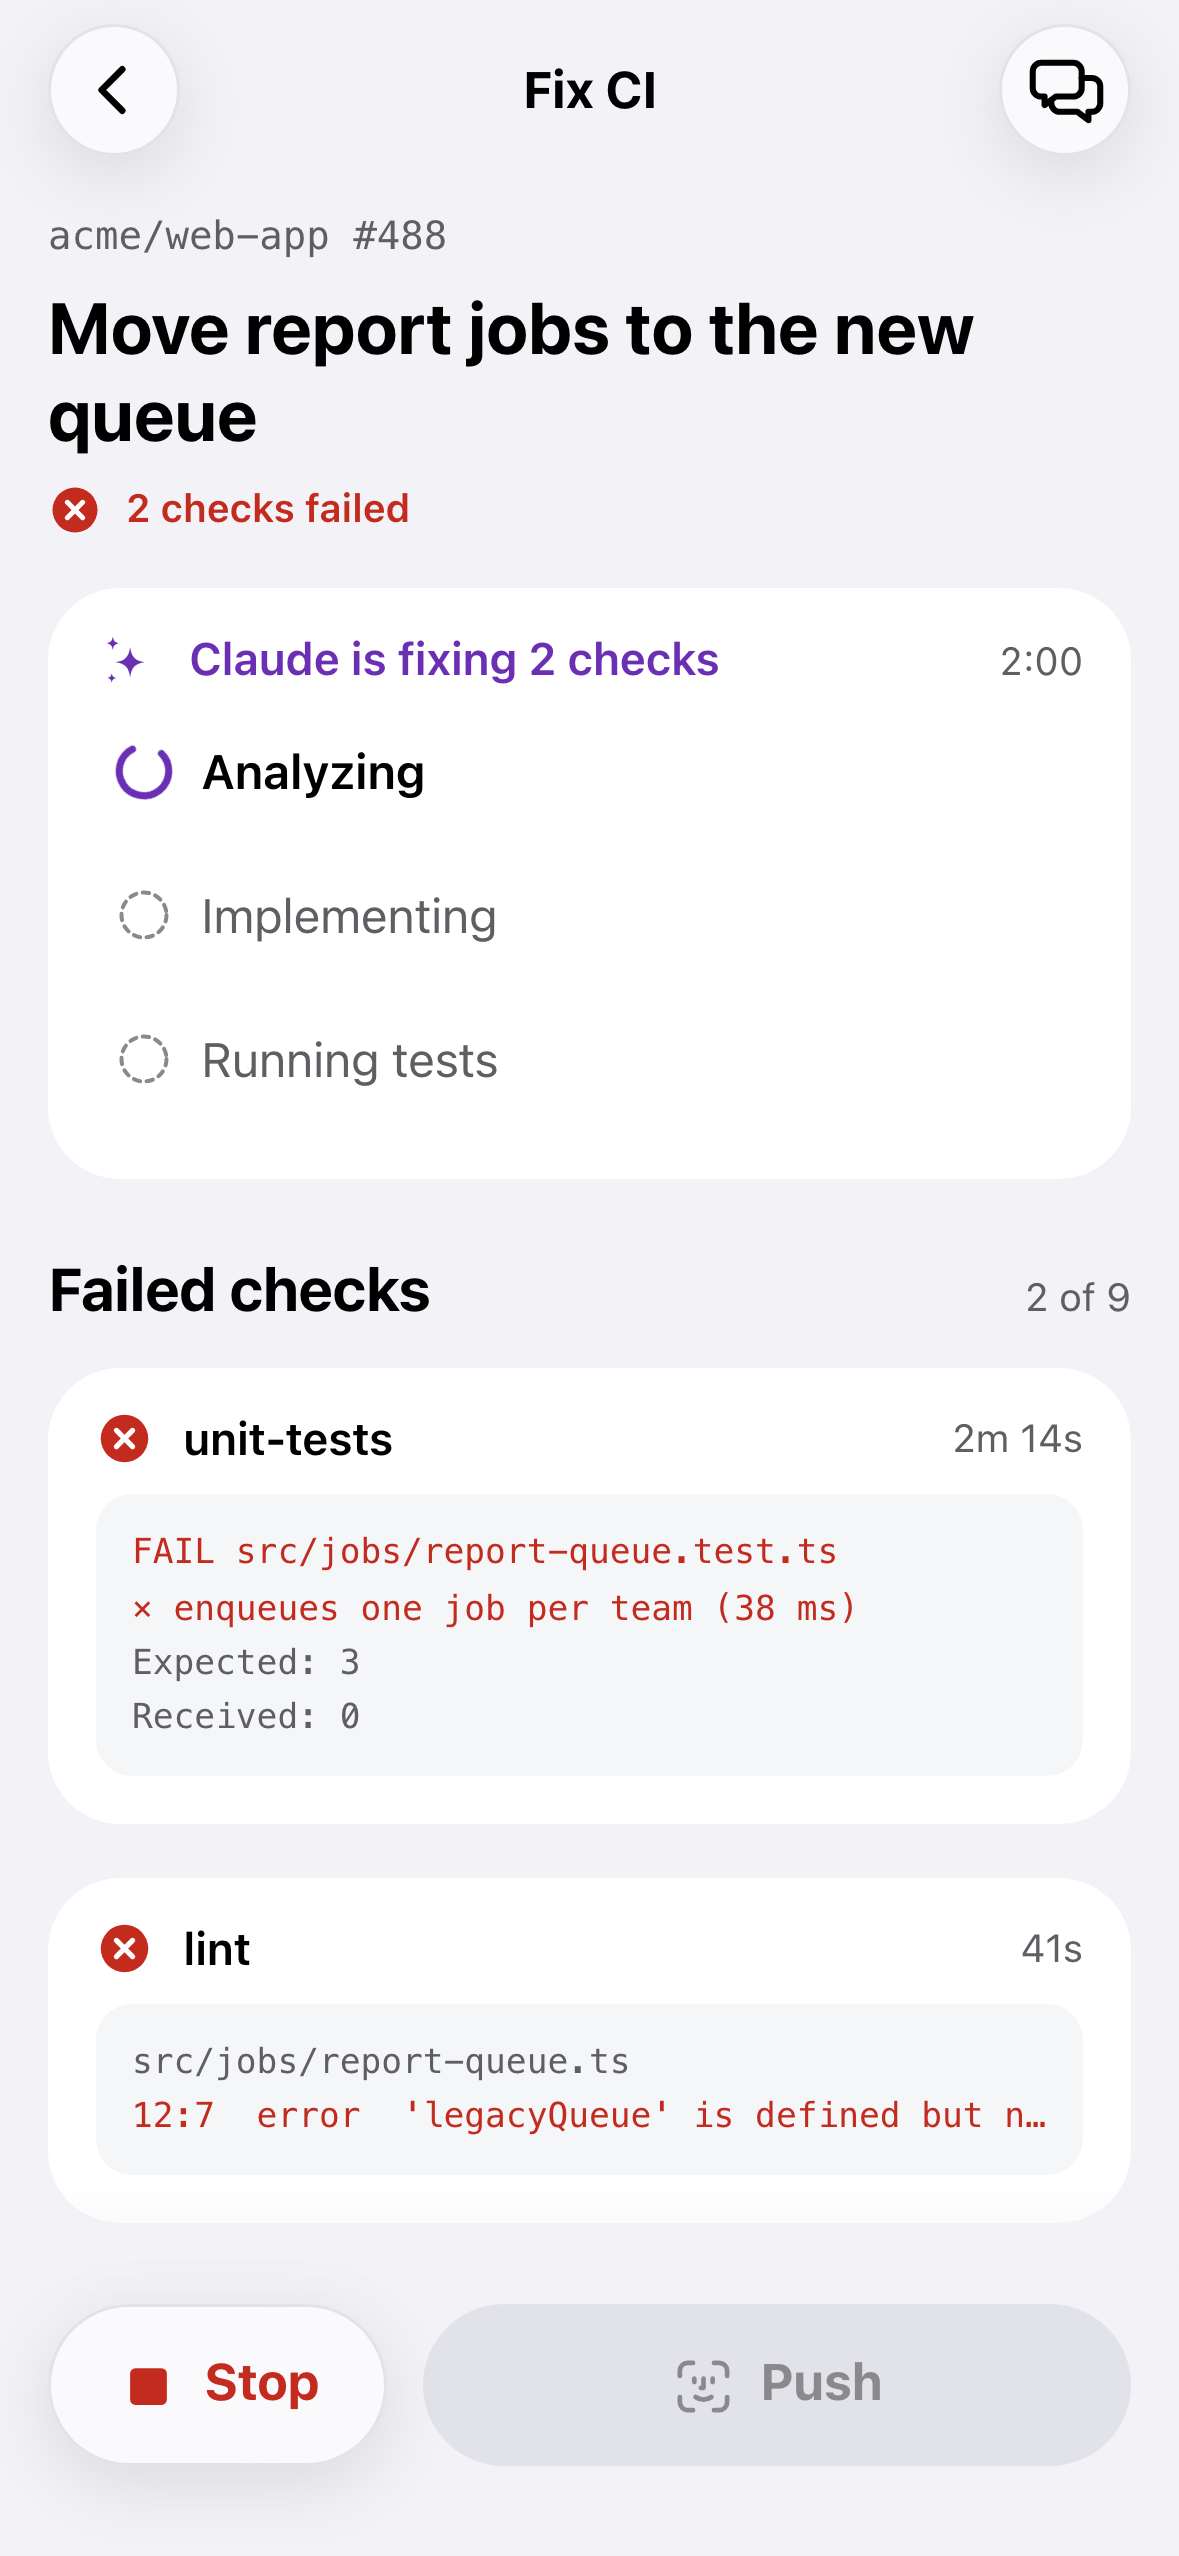 Fix CI
acme/web-app #488
Move report jobs to the new
queue
2 checks failed
Claude is fixing 2 checks
2:00
Analyzing
Implementing
Running tests
Failed checks
2 of 9
unit-tests
2m 14s
FAIL src/jobs/report-queue.test.ts
× enqueues one job per team (38 ms)
Expected: 3
Received: 0
lint
41s
src/jobs/report-queue.ts
12:7  error  'legacyQueue' is defined but n…
Stop
Push